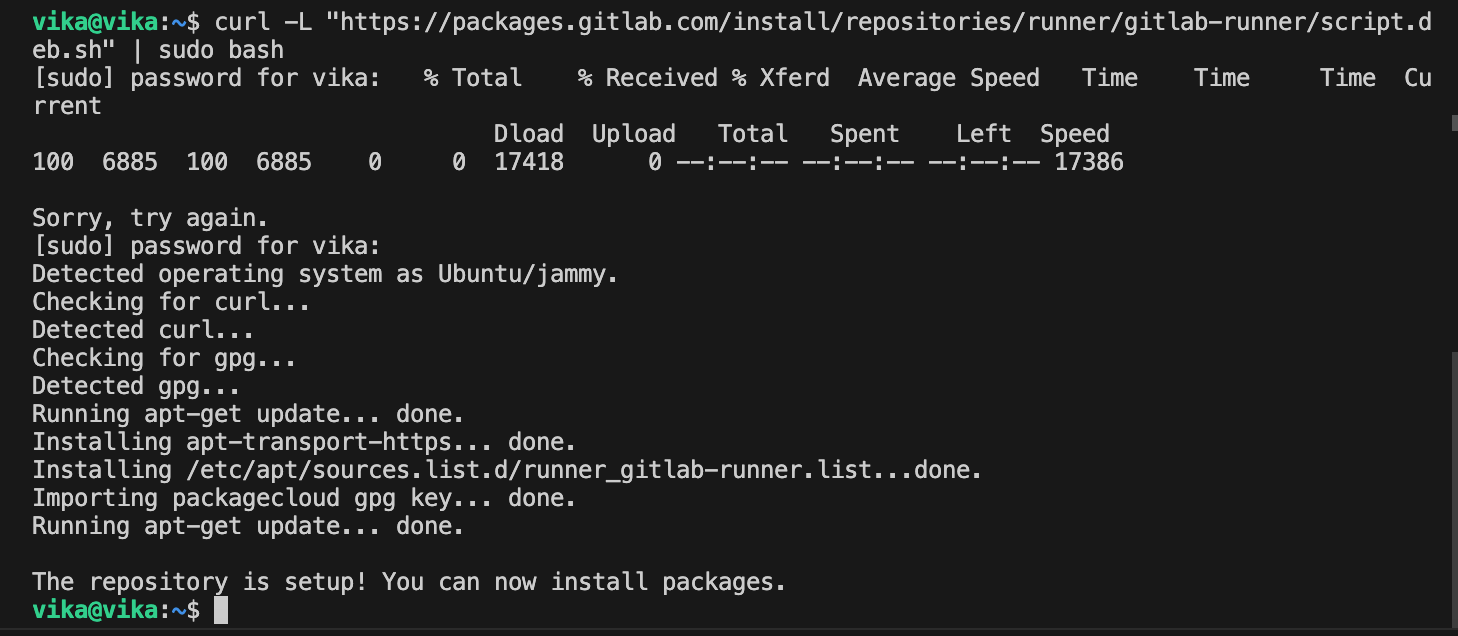 vika@vika:~$ curl -L "https://packages.gitlab.com/install/repositories/runner/gitlab-runner/script.d
eb.sh" | sudo bash
[sudo] password for vika:   % Total    % Received % Xferd  Average Speed   Time    Time     Time  Cu
rrent
                                 Dload  Upload   Total   Spent    Left  Speed
100  6885  100  6885    0     0  17418      0 --:--:-- --:--:-- --:--:-- 17386

Sorry, try again.
[sudo] password for vika:
Detected operating system as Ubuntu/jammy.
Checking for curl...
Detected curl...
Checking for gpg...
Detected gpg...
Running apt-get update... done.
Installing apt-transport-https... done.
Installing /etc/apt/sources.list.d/runner_gitlab-runner.list...done.
Importing packagecloud gpg key... done.
Running apt-get update... done.

The repository is setup! You can now install packages.
vika@vika:~$